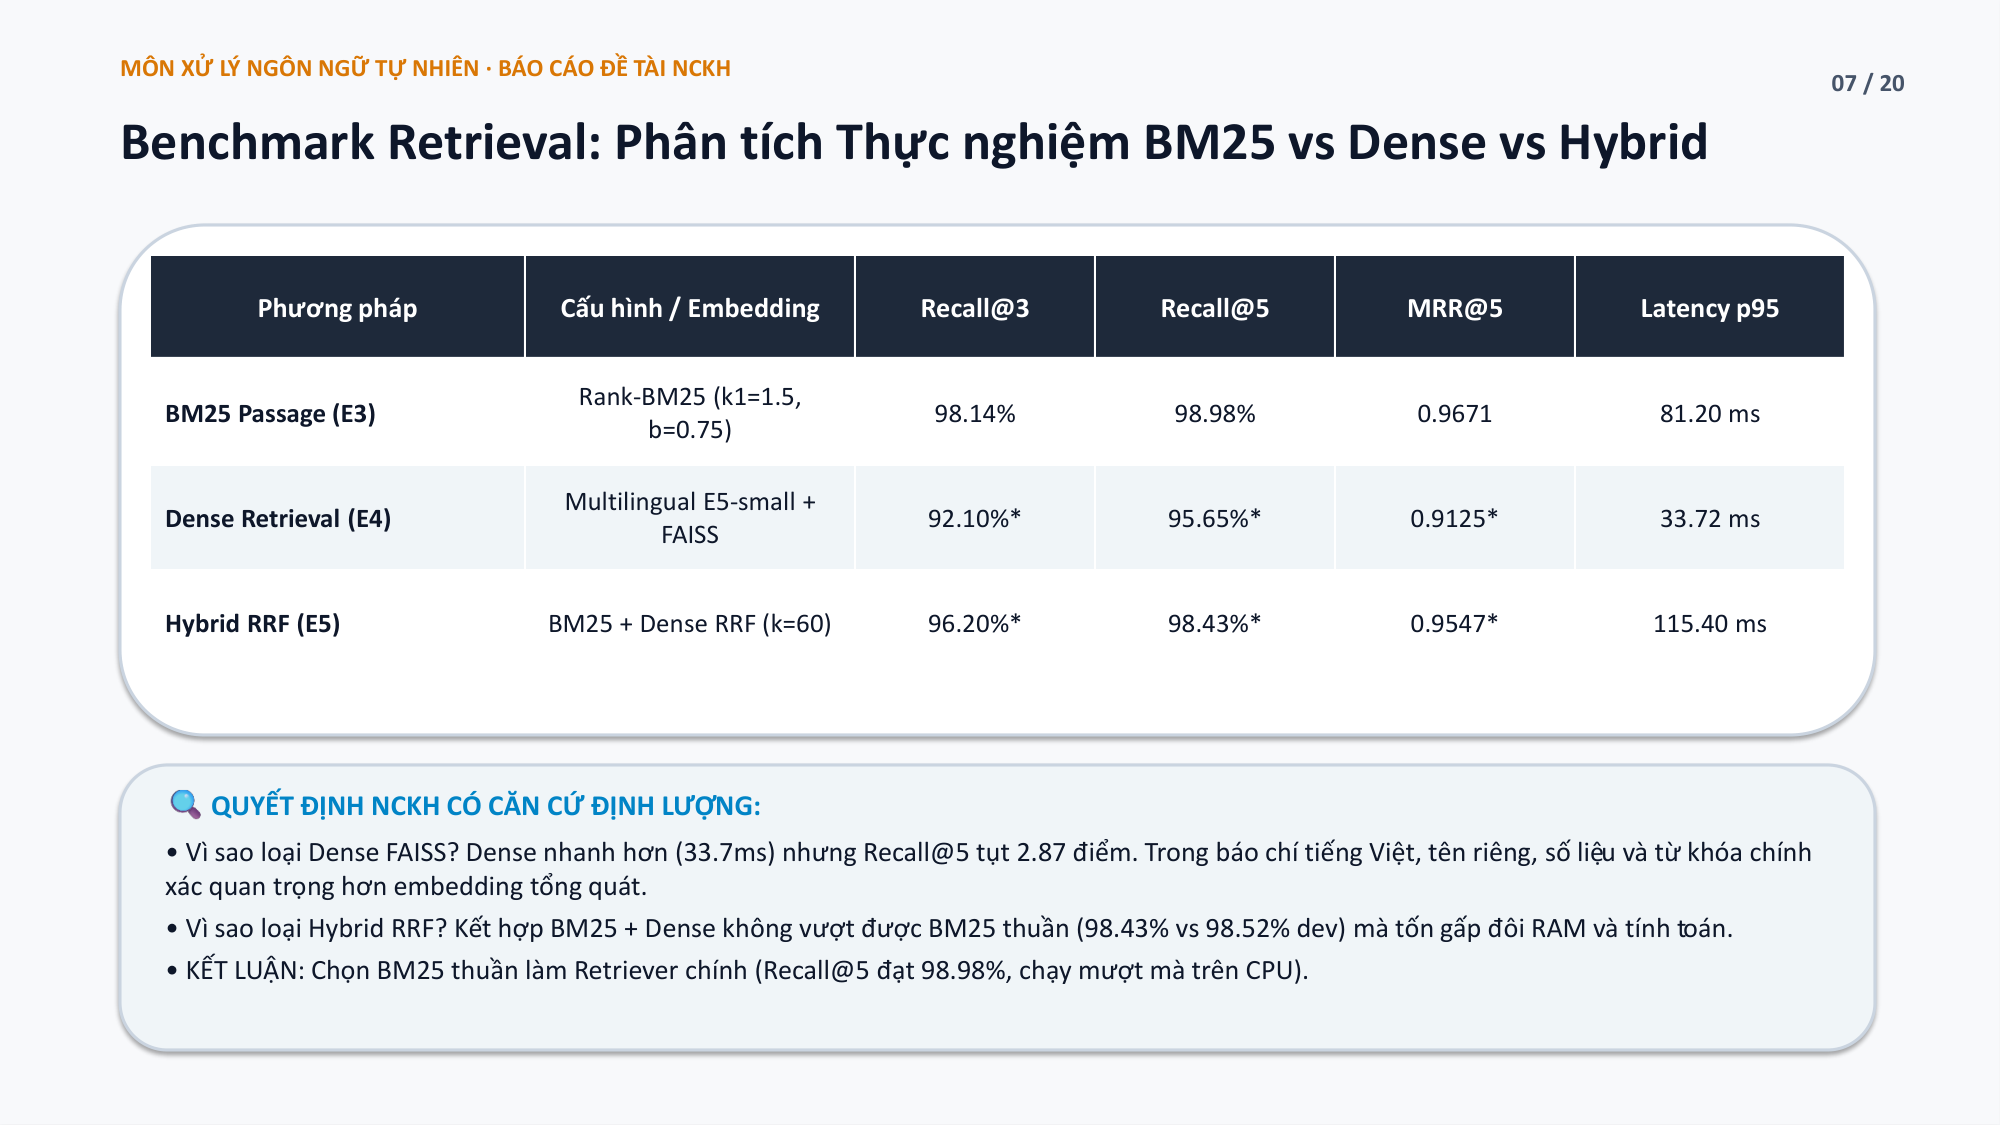 MÔN XỬ LÝ NGÔN NGỮ TỰ NHIÊN · BÁO CÁO ĐỀ TÀI NCKH
07 / 20
Benchmark Retrieval: Phân tích Thực nghiệm BM25 vs Dense vs Hybrid
Phương pháp
Cấu hình / Embedding
Recall@3
Recall@5
MRR@5
Latency p95
BM25 Passage (E3)
Rank-BM25 (k1=1.5,
b=0.75)
98.14%
98.98%
0.9671
81.20 ms
Dense Retrieval (E4)
Multilingual E5-small +
FAISS
92.10%*
95.65%*
0.9125*
33.72 ms
Hybrid RRF (E5)
BM25 + Dense RRF (k=60)
96.20%*
98.43%*
0.9547*
115.40 ms
🔍 QUYẾT ĐỊNH NCKH CÓ CĂN CỨ ĐỊNH LƯỢNG:
• Vì sao loại Dense FAISS? Dense nhanh hơn (33.7ms) nhưng Recall@5 tụt 2.87 điểm. Trong báo chí tiếng Việt, tên riêng, số liệu và từ khóa chính
xác quan trọng hơn embedding tổng quát.
• Vì sao loại Hybrid RRF? Kết hợp BM25 + Dense không vượt được BM25 thuần (98.43% vs 98.52% dev) mà tốn gấp đôi RAM và tính toán.
• KẾT LUẬN: Chọn BM25 thuần làm Retriever chính (Recall@5 đạt 98.98%, chạy mượt mà trên CPU).